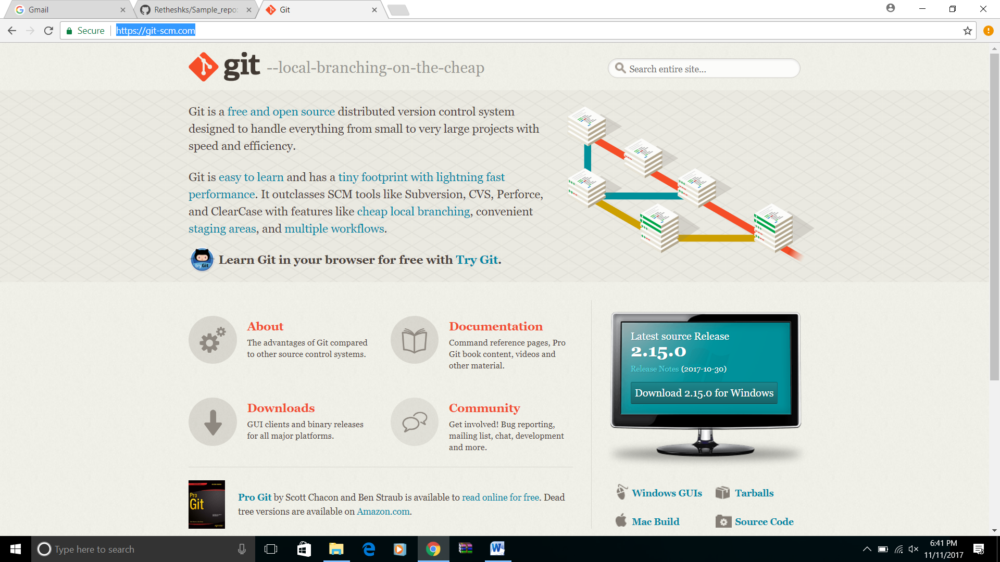 Gmail
Retheshks/Sample_repo:
Git
Secure
https://git-scm.com
git --local-branching-on-the-cheap
Search entire site...
Git is a free and open source distributed version control system
designed to handle everything from small to very large projects with
speed and efficiency.
Git is easy to learn and has a tiny footprint with lightning fast
performance. It outclasses SCM tools like Subversion, CVS, Perforce,
and ClearCase with features like cheap local branching, convenient
staging areas, and multiple workflows.
tryGit
Learn Git in your browser for free with Try Git.
About
The advantages of Git compared
to other source control systems.
Documentation
Command reference pages, Pro
Git book content, videos and
other material.
Downloads
GUI clients and binary releases
for all major platforms.
Community
Get involved! Bug reporting,
mailing list, chat, development
and more.
Latest source Release
2.15.0
Release Notes (2017-10-30)
Download 2.15.0 for Windows
Pro
Git
Pro Git by Scott Chacon and Ben Straub is available to read online for free. Dead
tree versions are available on Amazon.com.
Windows GUIs
Tarballs
Mac Build
Source Code
Type here to search
6:41 PM
11/11/2017